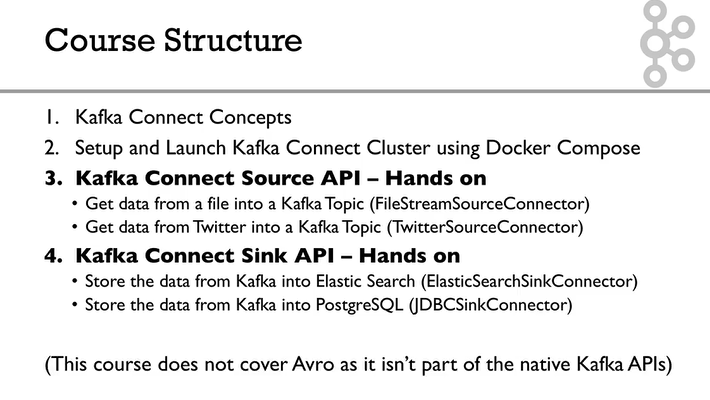 Course Structure
1. Kafka Connect Concepts
2. Setup and Launch Kafka Connect Cluster using Docker Compose
3. Kafka Connect Source API – Hands on
• Get data from a file into a Kafka Topic (FileStreamSourceConnector)
• Get data from Twitter into a Kafka Topic (TwitterSourceConnector)
4. Kafka Connect Sink API – Hands on
• Store the data from Kafka into Elastic Search (ElasticSearchSinkConnector)
• Store the data from Kafka into PostgreSQL (JDBCSinkConnector)
(This course does not cover Avro as it isn’t part of the native Kafka APIs)